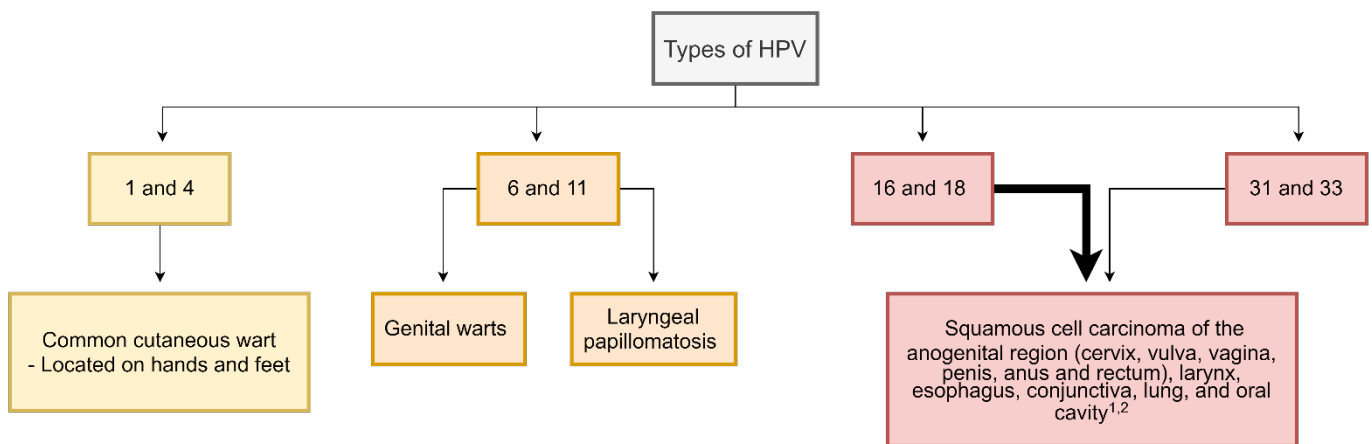 Types of HPV
1 and 4
6 and 11
16 and 18
31 and 33
Common cutaneous wart
- Located on hands and feet
Genital warts
Laryngeal
papillomatosis
Squamous cell carcinoma of the
anogenital region (cervix, vulva, vagina,
penis, anus and rectum), larynx,
esophagus, conjunctiva, lung, and oral
cavity1,2